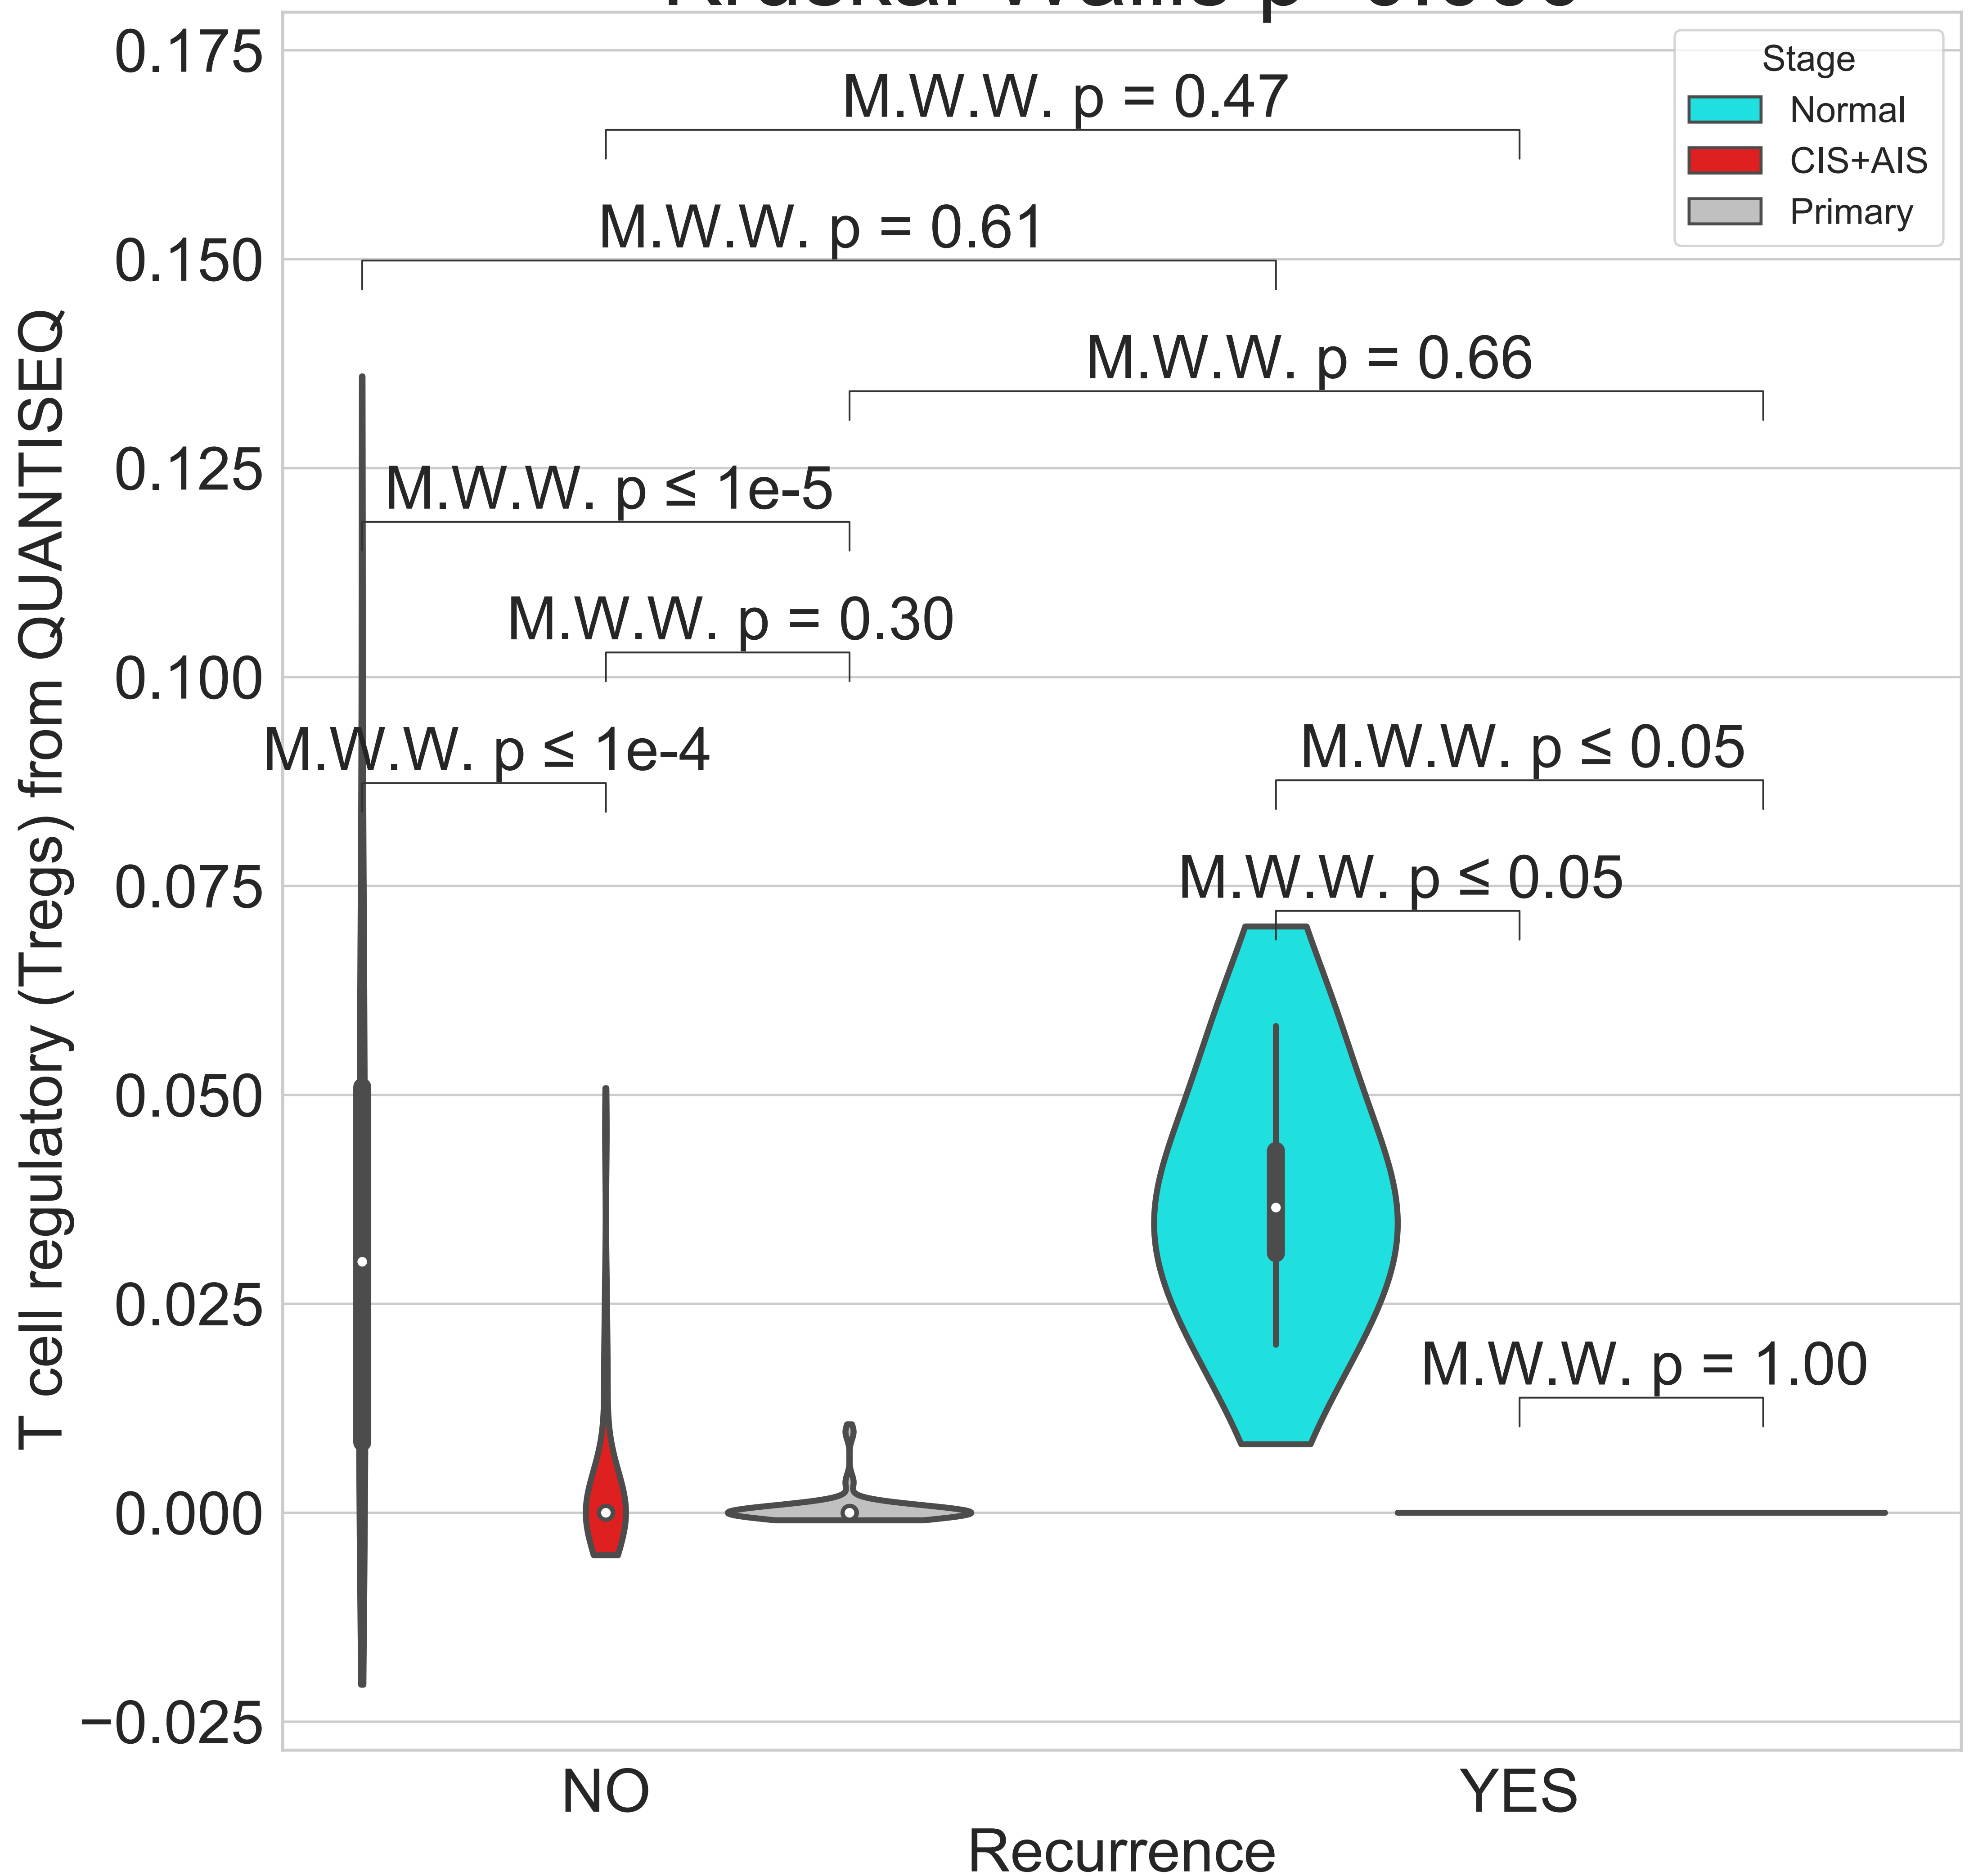 Stage
Normal
CIS+AIS
Primary
M.W.W. p = 0.47
M.W.W. p = 0.61
M.W.W. p = 0.66
M.W.W. p ≤ 1e-5
M.W.W. p = 0.30
M.W.W. p ≤ 1e-4
M.W.W. p ≤ 0.05
M.W.W. p ≤ 0.05
M.W.W. p = 1.00
0.175
0.150
0.125
0.100
0.075
0.050
0.025
0.000
−0.025
T cell regulatory (Tregs) from QUANTISEQ
NO
YES
Recurrence